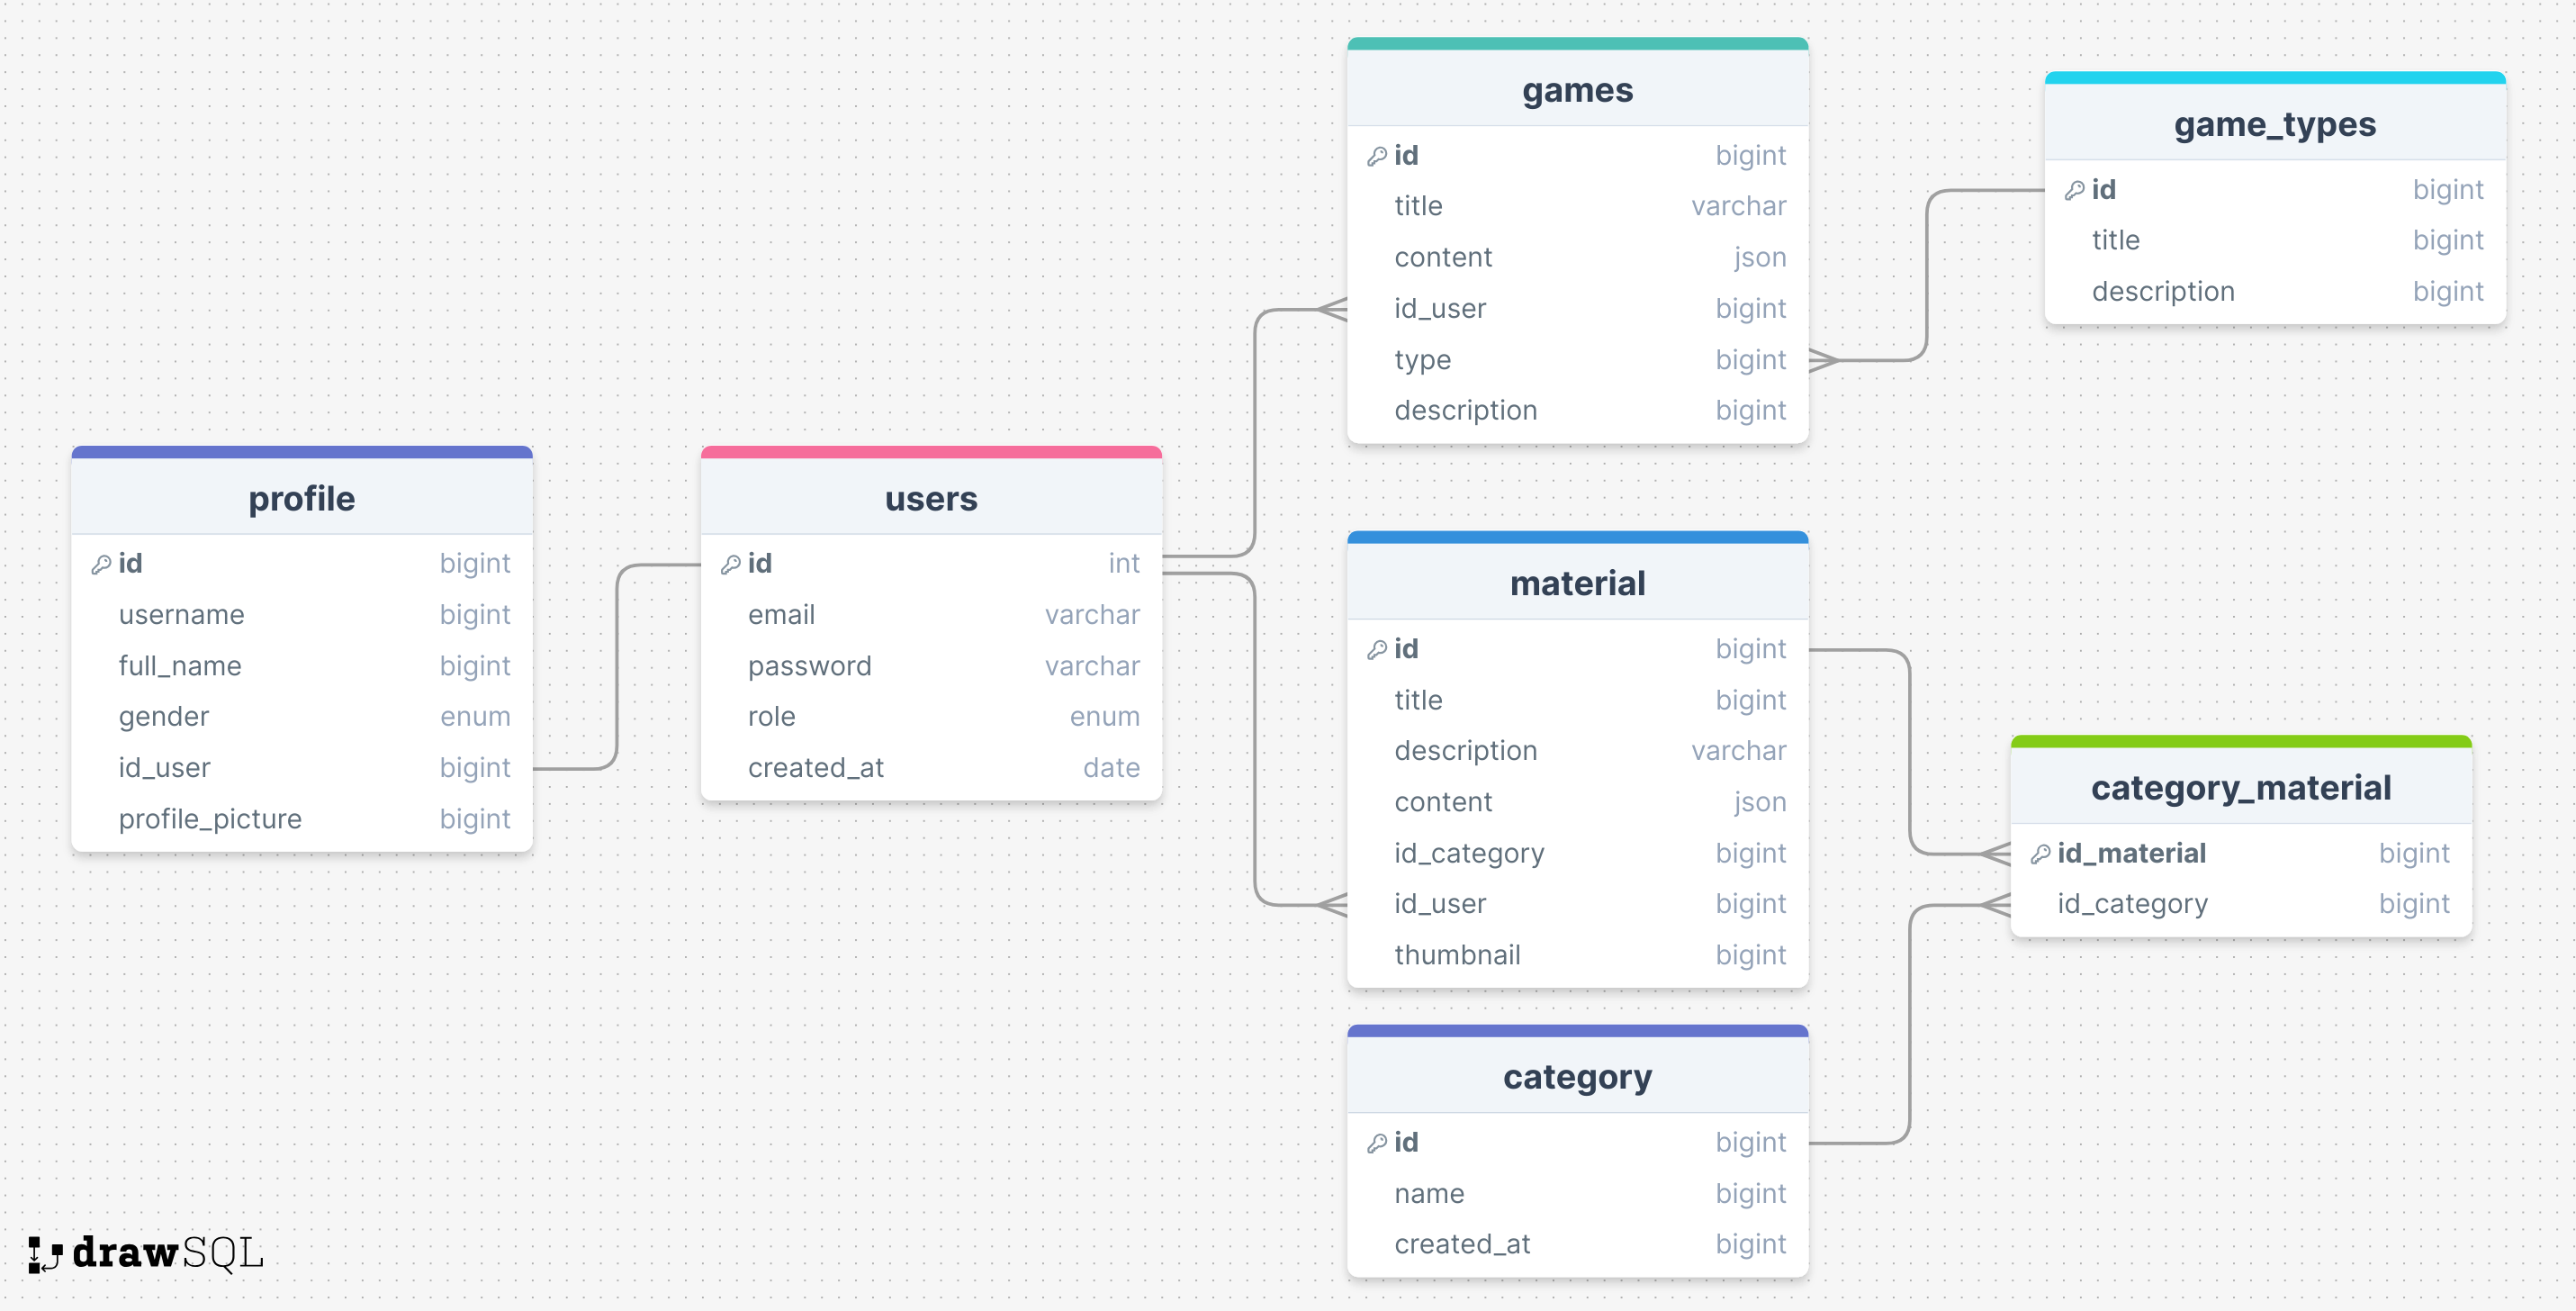 profile
id bigint
username bigint
full_name bigint
gender enum
id_user bigint
profile_picture bigint
users
id int
email varchar
password varchar
role enum
created_at date
games
id bigint
title varchar
content json
id_user bigint
type bigint
description bigint
game_types
id bigint
title bigint
description bigint
material
id bigint
title bigint
description varchar
content json
id_category bigint
id_user bigint
thumbnail bigint
category_material
id_material bigint
id_category bigint
category
id bigint
name bigint
created_at bigint
drawSQL